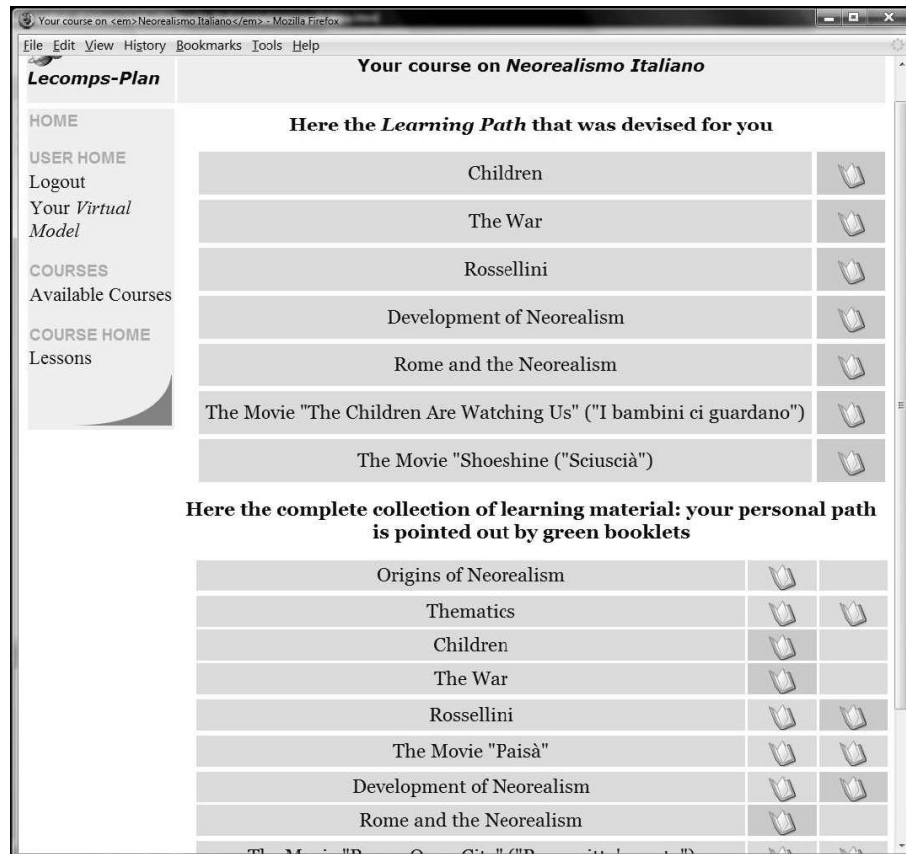 Your course on <em>Neorealismo Italiano</em> - Mozilla Firefox
File Edit View History Bookmarks Tools Help
Lecomps-Plan
HOME
USER HOME
Logout
Your Virtual
Model
COURSES
Available Courses
COURSE HOME
Lessons
Your course on Neorealismo Italiano
Here the Learning Path that was devised for you
Children
The War
Rossellini
Development of Neorealism
Rome and the Neorealism
The Movie "The Children Are Watching Us" ("I bambini ci guardano")
The Movie "Shoeshine ("Sciuscià")
Here the complete collection of learning material: your personal path
is pointed out by green booklets
Origins of Neorealism
Thematics
Children
The War
Rossellini
The Movie "Paisà"
Development of Neorealism
Rome and the Neorealism